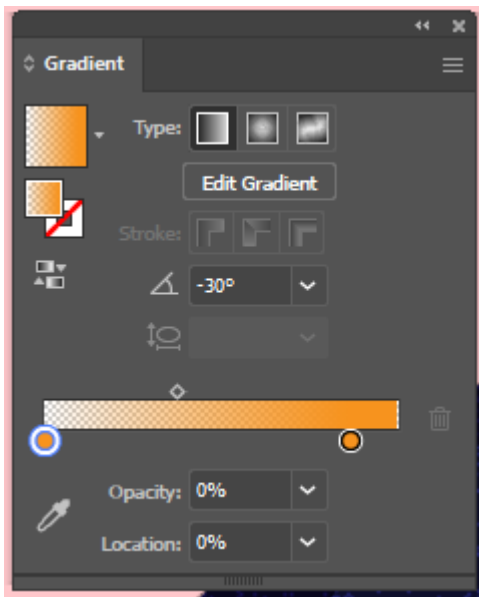 Gradient
Type:
Edit Gradient
Stroke:
-30°
Opacity: 0%
Location: 0%